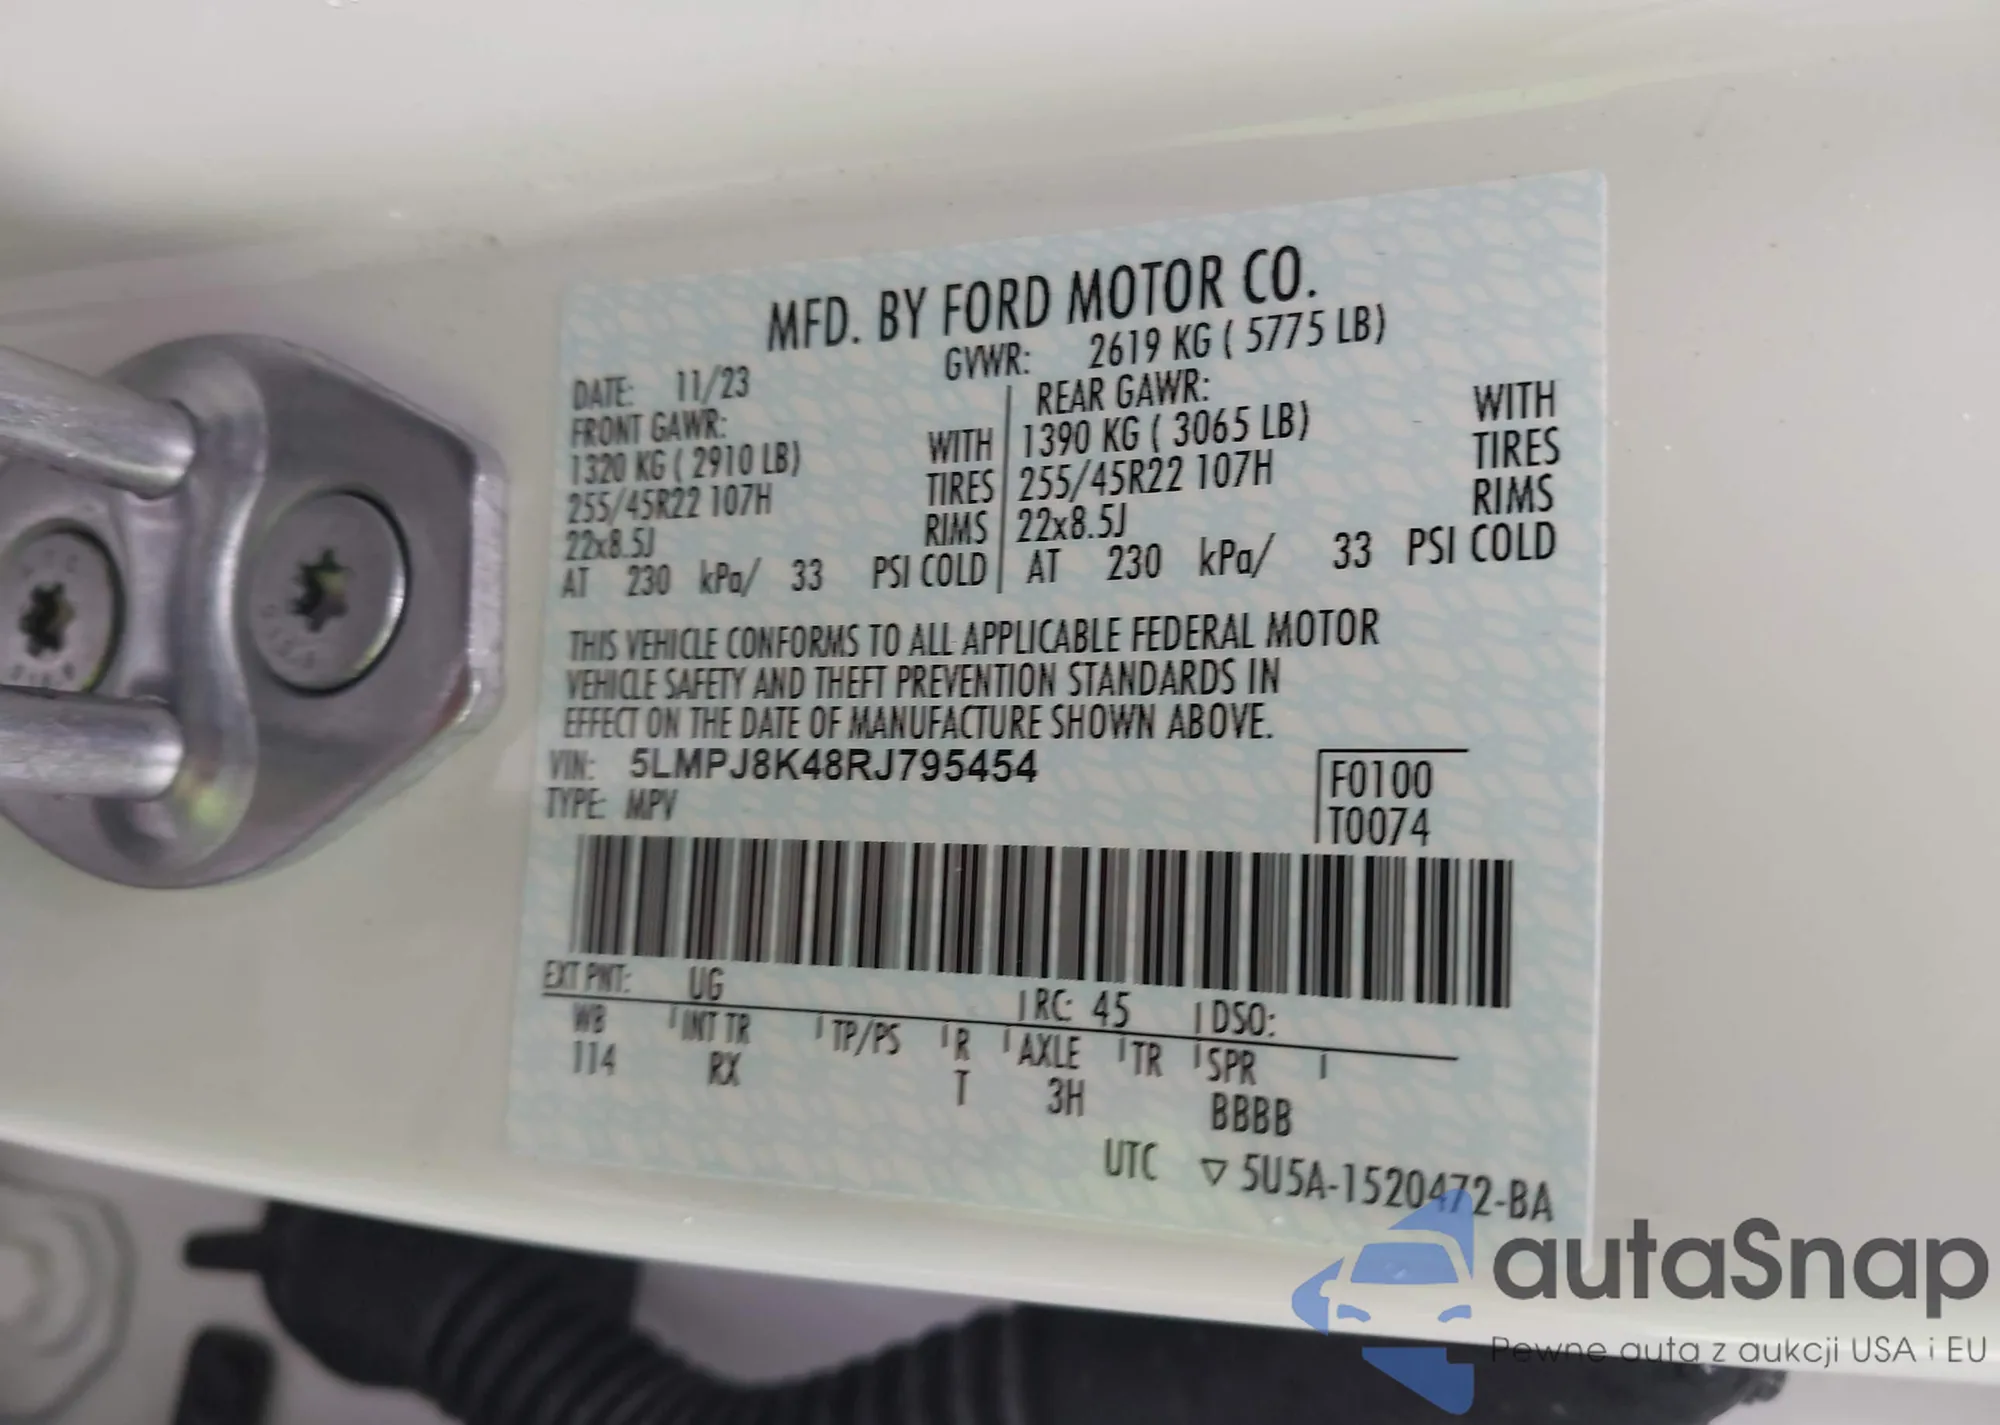 MFD. BY FORD MOTOR CO.
DATE: 11/23 GVWR: 2619 KG ( 5775 LB)
FRONT GAWR: REAR GAWR:
1320 KG ( 2910 LB) WITH 1390 KG ( 3065 LB) WITH
255/45R22 107H TIRES 255/45R22 107H TIRES
22x8.5J RIMS 22x8.5J RIMS
AT 230 kPa/ 33 PSI COLD AT 230 kPa/ 33 PSI COLD
THIS VEHICLE CONFORMS TO ALL APPLICABLE FEDERAL MOTOR
VEHICLE SAFETY AND THEFT PREVENTION STANDARDS IN
EFFECT ON THE DATE OF MANUFACTURE SHOWN ABOVE.
VIN: 5LMPJ8K48RJ795454 F0100
TYPE: MPV T0074
EXT PNT: UG RC: 45 DSO:
WB INT TR TP/PS R AXLE TR SPR
114 RX T 3H BBBB
UTC ▽ 5U5A-1520472-BA
autaSnap
Pewne auta z aukcji USA i EU